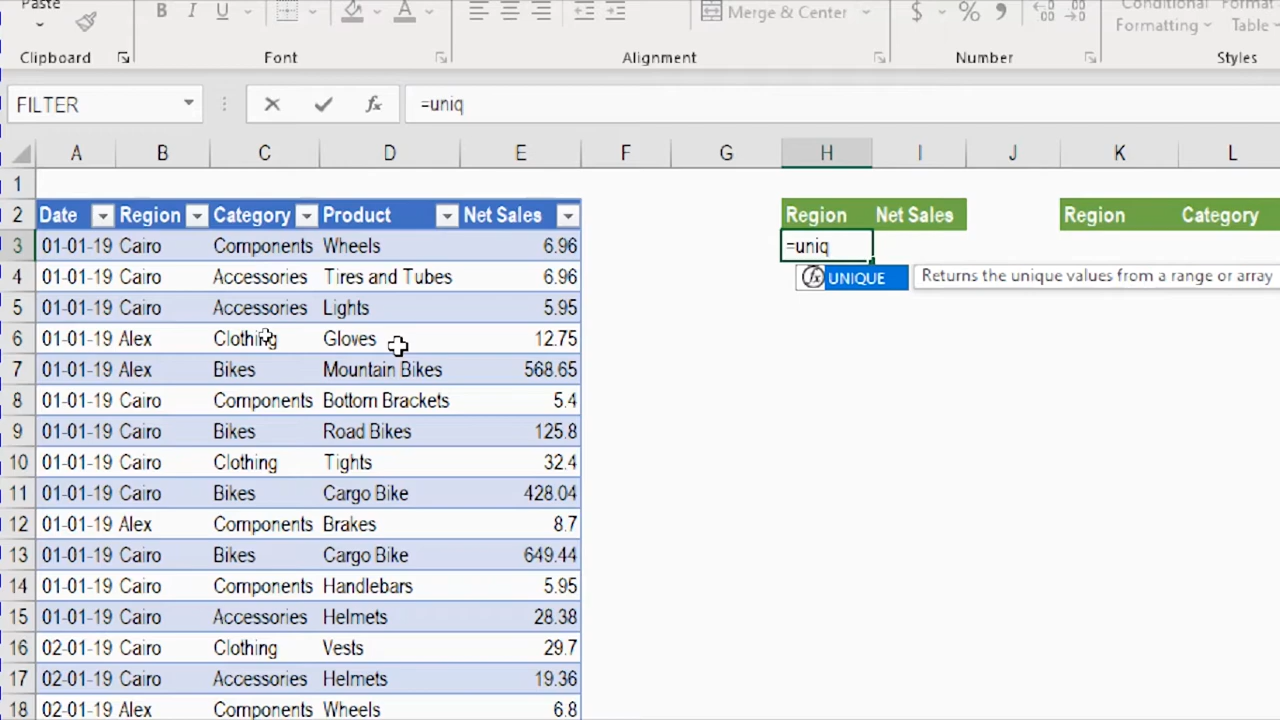 Paste
B I U A
Merge & Center
$ % 9
Conditional Format
Formatting Table
Clipboard Font Alignment Number Styles
FILTER fx =uniq
A B C D E F G H I J K L
1
2 Date Region Category Product Net Sales Region Net Sales Region Category
3 01-01-19 Cairo Components Wheels 6.96 =uniq
4 01-01-19 Cairo Accessories Tires and Tubes 6.96 fx UNIQUE Returns the unique values from a range or array
5 01-01-19 Cairo Accessories Lights 5.95
6 01-01-19 Alex Clothing Gloves 12.75
7 01-01-19 Alex Bikes Mountain Bikes 568.65
8 01-01-19 Cairo Components Bottom Brackets 5.4
9 01-01-19 Cairo Bikes Road Bikes 125.8
10 01-01-19 Cairo Clothing Tights 32.4
11 01-01-19 Cairo Bikes Cargo Bike 428.04
12 01-01-19 Alex Components Brakes 8.7
13 01-01-19 Cairo Bikes Cargo Bike 649.44
14 01-01-19 Cairo Components Handlebars 5.95
15 01-01-19 Cairo Accessories Helmets 28.38
16 02-01-19 Cairo Clothing Vests 29.7
17 02-01-19 Cairo Accessories Helmets 19.36
18 02-01-19 Alex Components Wheels 6.8